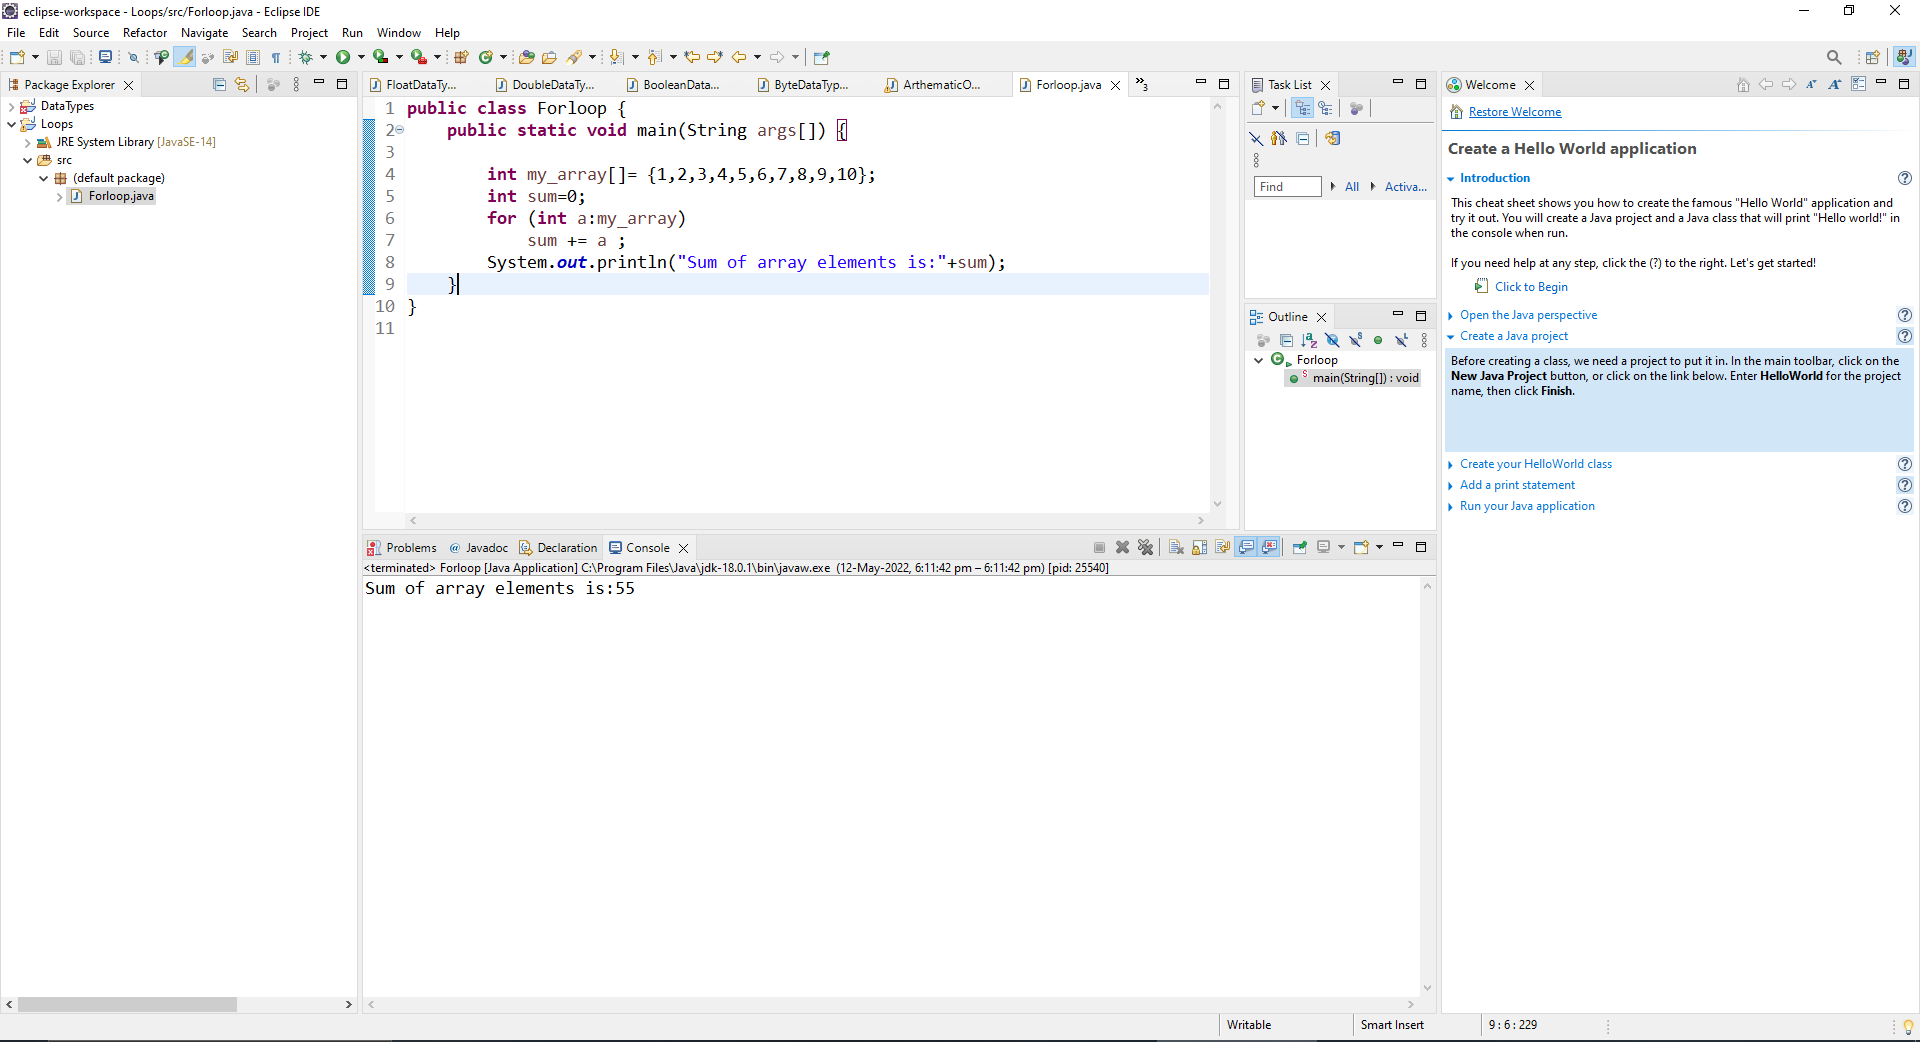 eclipse-workspace - Loops/src/Forloop.java - Eclipse IDE
File Edit Source Refactor Navigate Search Project Run Window Help
Package Explorer
DataTypes
Loops
JRE System Library [JavaSE-14]
src
(default package)
Forloop.java
FloatDataTy... DoubleDataTy... BooleanData... ByteDataTyp... ArthematicO... Forloop.java »3
1 public class Forloop {
2 public static void main(String args[]) {
3
4 int my_array[]= {1,2,3,4,5,6,7,8,9,10};
5 int sum=0;
6 for (int a:my_array)
7 sum += a ;
8 System.out.println("Sum of array elements is:"+sum);
9 }
10 }
11
Problems @ Javadoc Declaration Console
<terminated> Forloop [Java Application] C:\Program Files\Java\jdk-18.0.1\bin\javaw.exe (12-May-2022, 6:11:42 pm – 6:11:42 pm) [pid: 25540]
Sum of array elements is:55
Task List
Find All Activa...
Outline
Forloop
main(String[]) : void
Welcome
Restore Welcome
Create a Hello World application
Introduction
This cheat sheet shows you how to create the famous "Hello World" application and
try it out. You will create a Java project and a Java class that will print "Hello world!" in
the console when run.
If you need help at any step, click the (?) to the right. Let's get started!
Click to Begin
Open the Java perspective
Create a Java project
Before creating a class, we need a project to put it in. In the main toolbar, click on the
New Java Project button, or click on the link below. Enter HelloWorld for the project
name, then click Finish.
Create your HelloWorld class
Add a print statement
Run your Java application
Writable Smart Insert 9 : 6 : 229